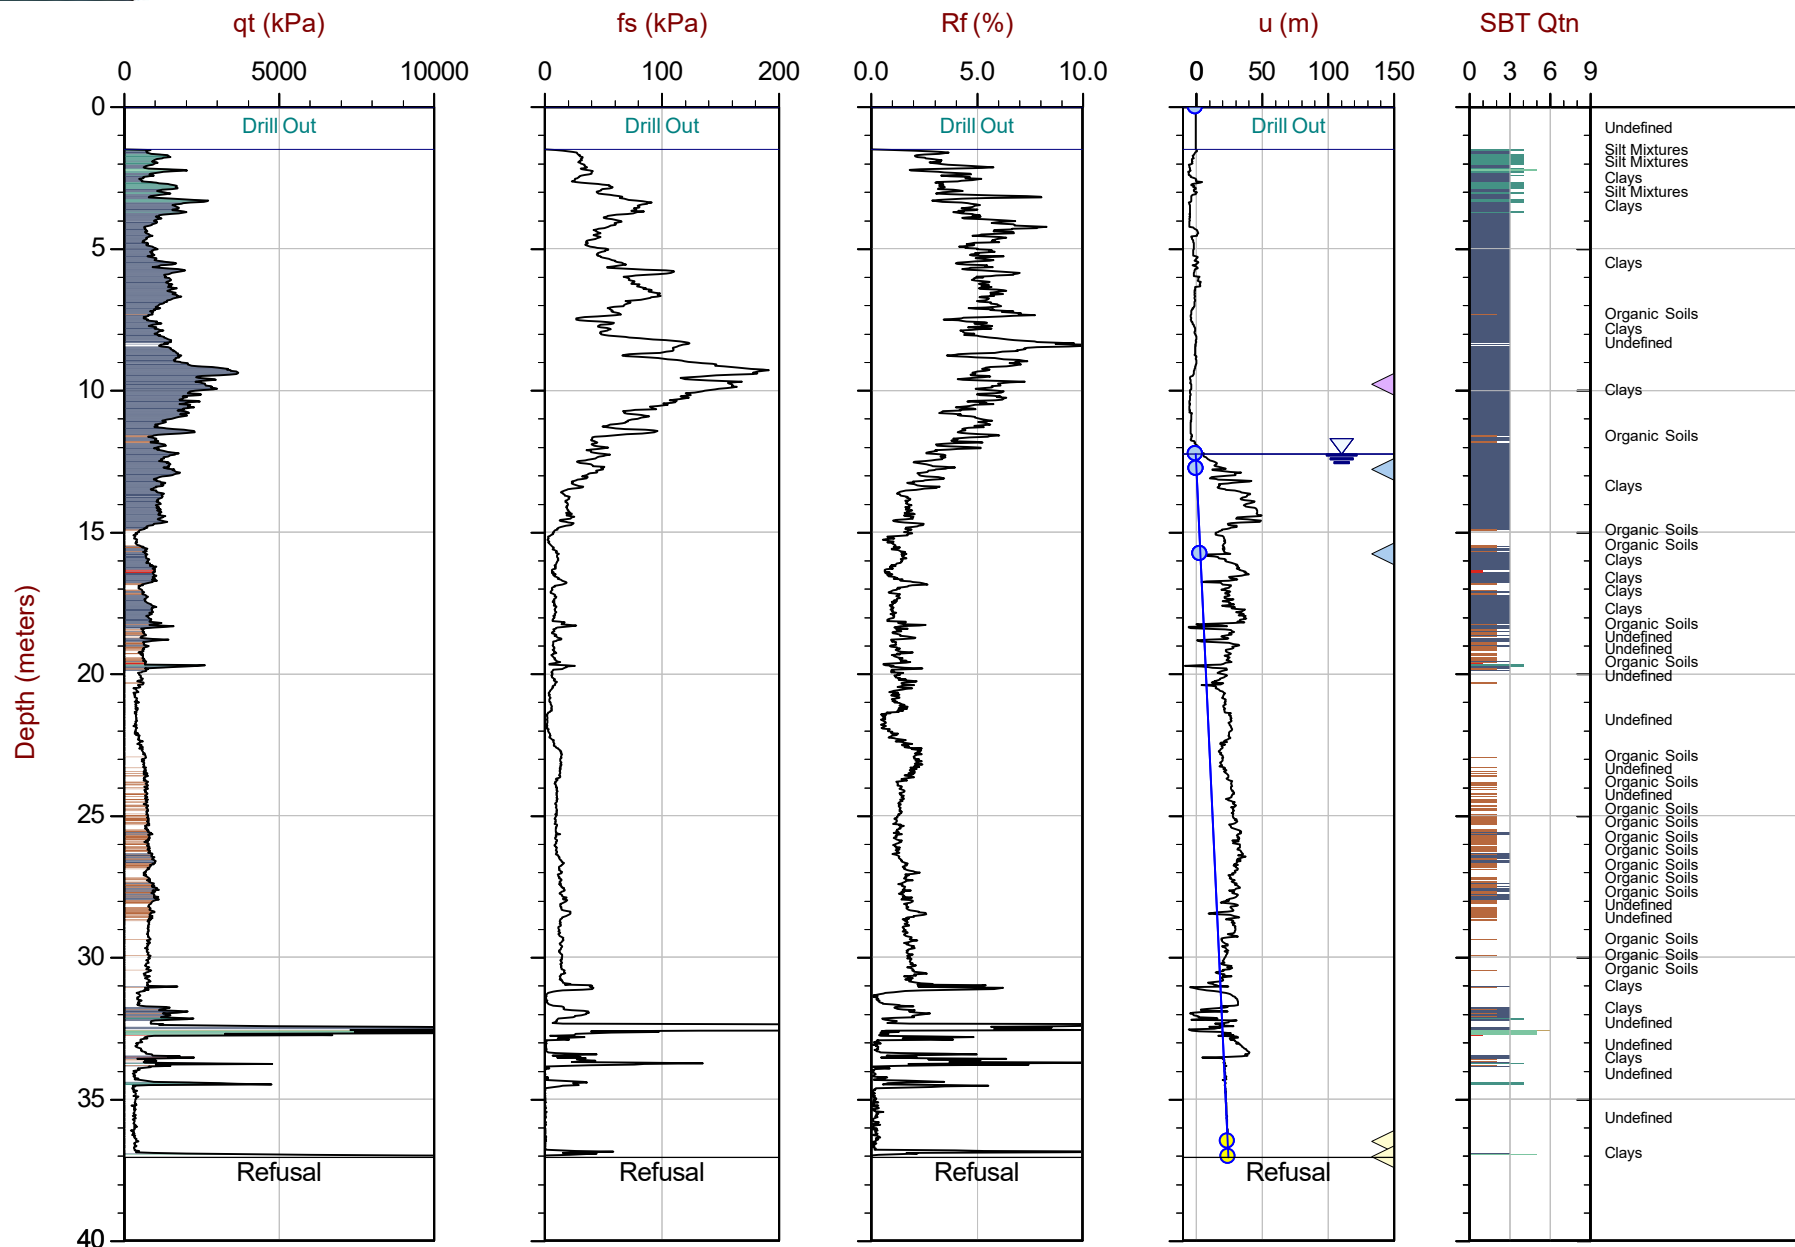 qt (kPa) fs (kPa) Rf (%) u (m) SBT Qtn
0 5000 10000 0 100 200 0.0 5.0 10.0 0 50 100 150 0 3 6 9
0
Drill Out Drill Out Drill Out Drill Out
Undefined
Silt Mixtures
Silt Mixtures
Clays
Silt Mixtures
Clays
5
Clays
Organic Soils
Clays
Undefined
10
Clays
Organic Soils
Clays
15
Organic Soils
Organic Soils
Clays
Clays
Clays
Clays
Organic Soils
Undefined
Undefined
Organic Soils
20
Undefined
Depth (meters)
Undefined
Organic Soils
Undefined
Organic Soils
Undefined
Organic Soils
25
Organic Soils
Organic Soils
Organic Soils
Organic Soils
Organic Soils
Organic Soils
Undefined
Undefined
Organic Soils
30
Organic Soils
Organic Soils
Clays
Clays
Undefined
Undefined
Clays
Undefined
35
Undefined
Clays
Refusal Refusal Refusal Refusal
40